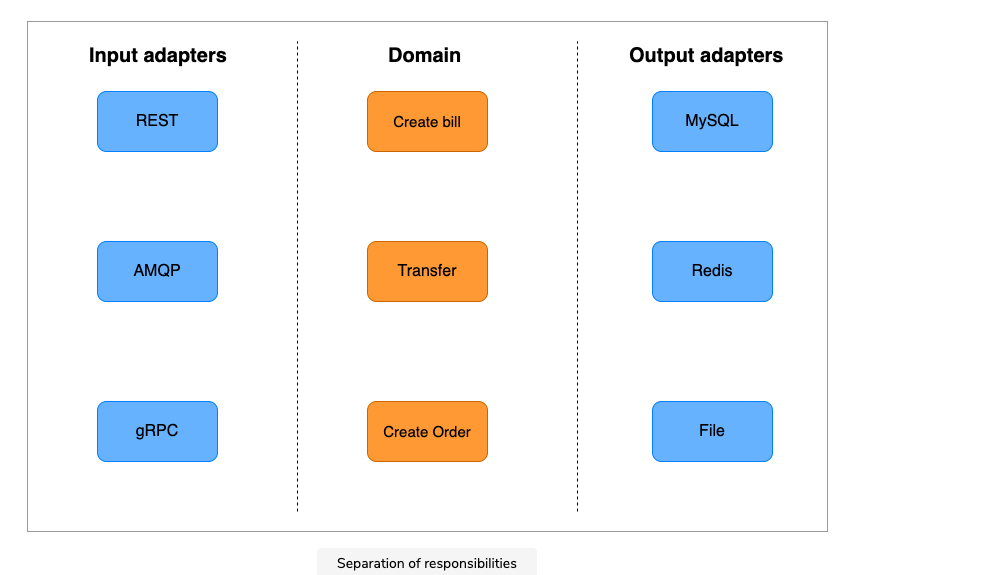 Input adapters
Domain
Output adapters
REST
Create bill
MySQL
AMQP
Transfer
Redis
gRPC
Create Order
File
Separation of responsibilities